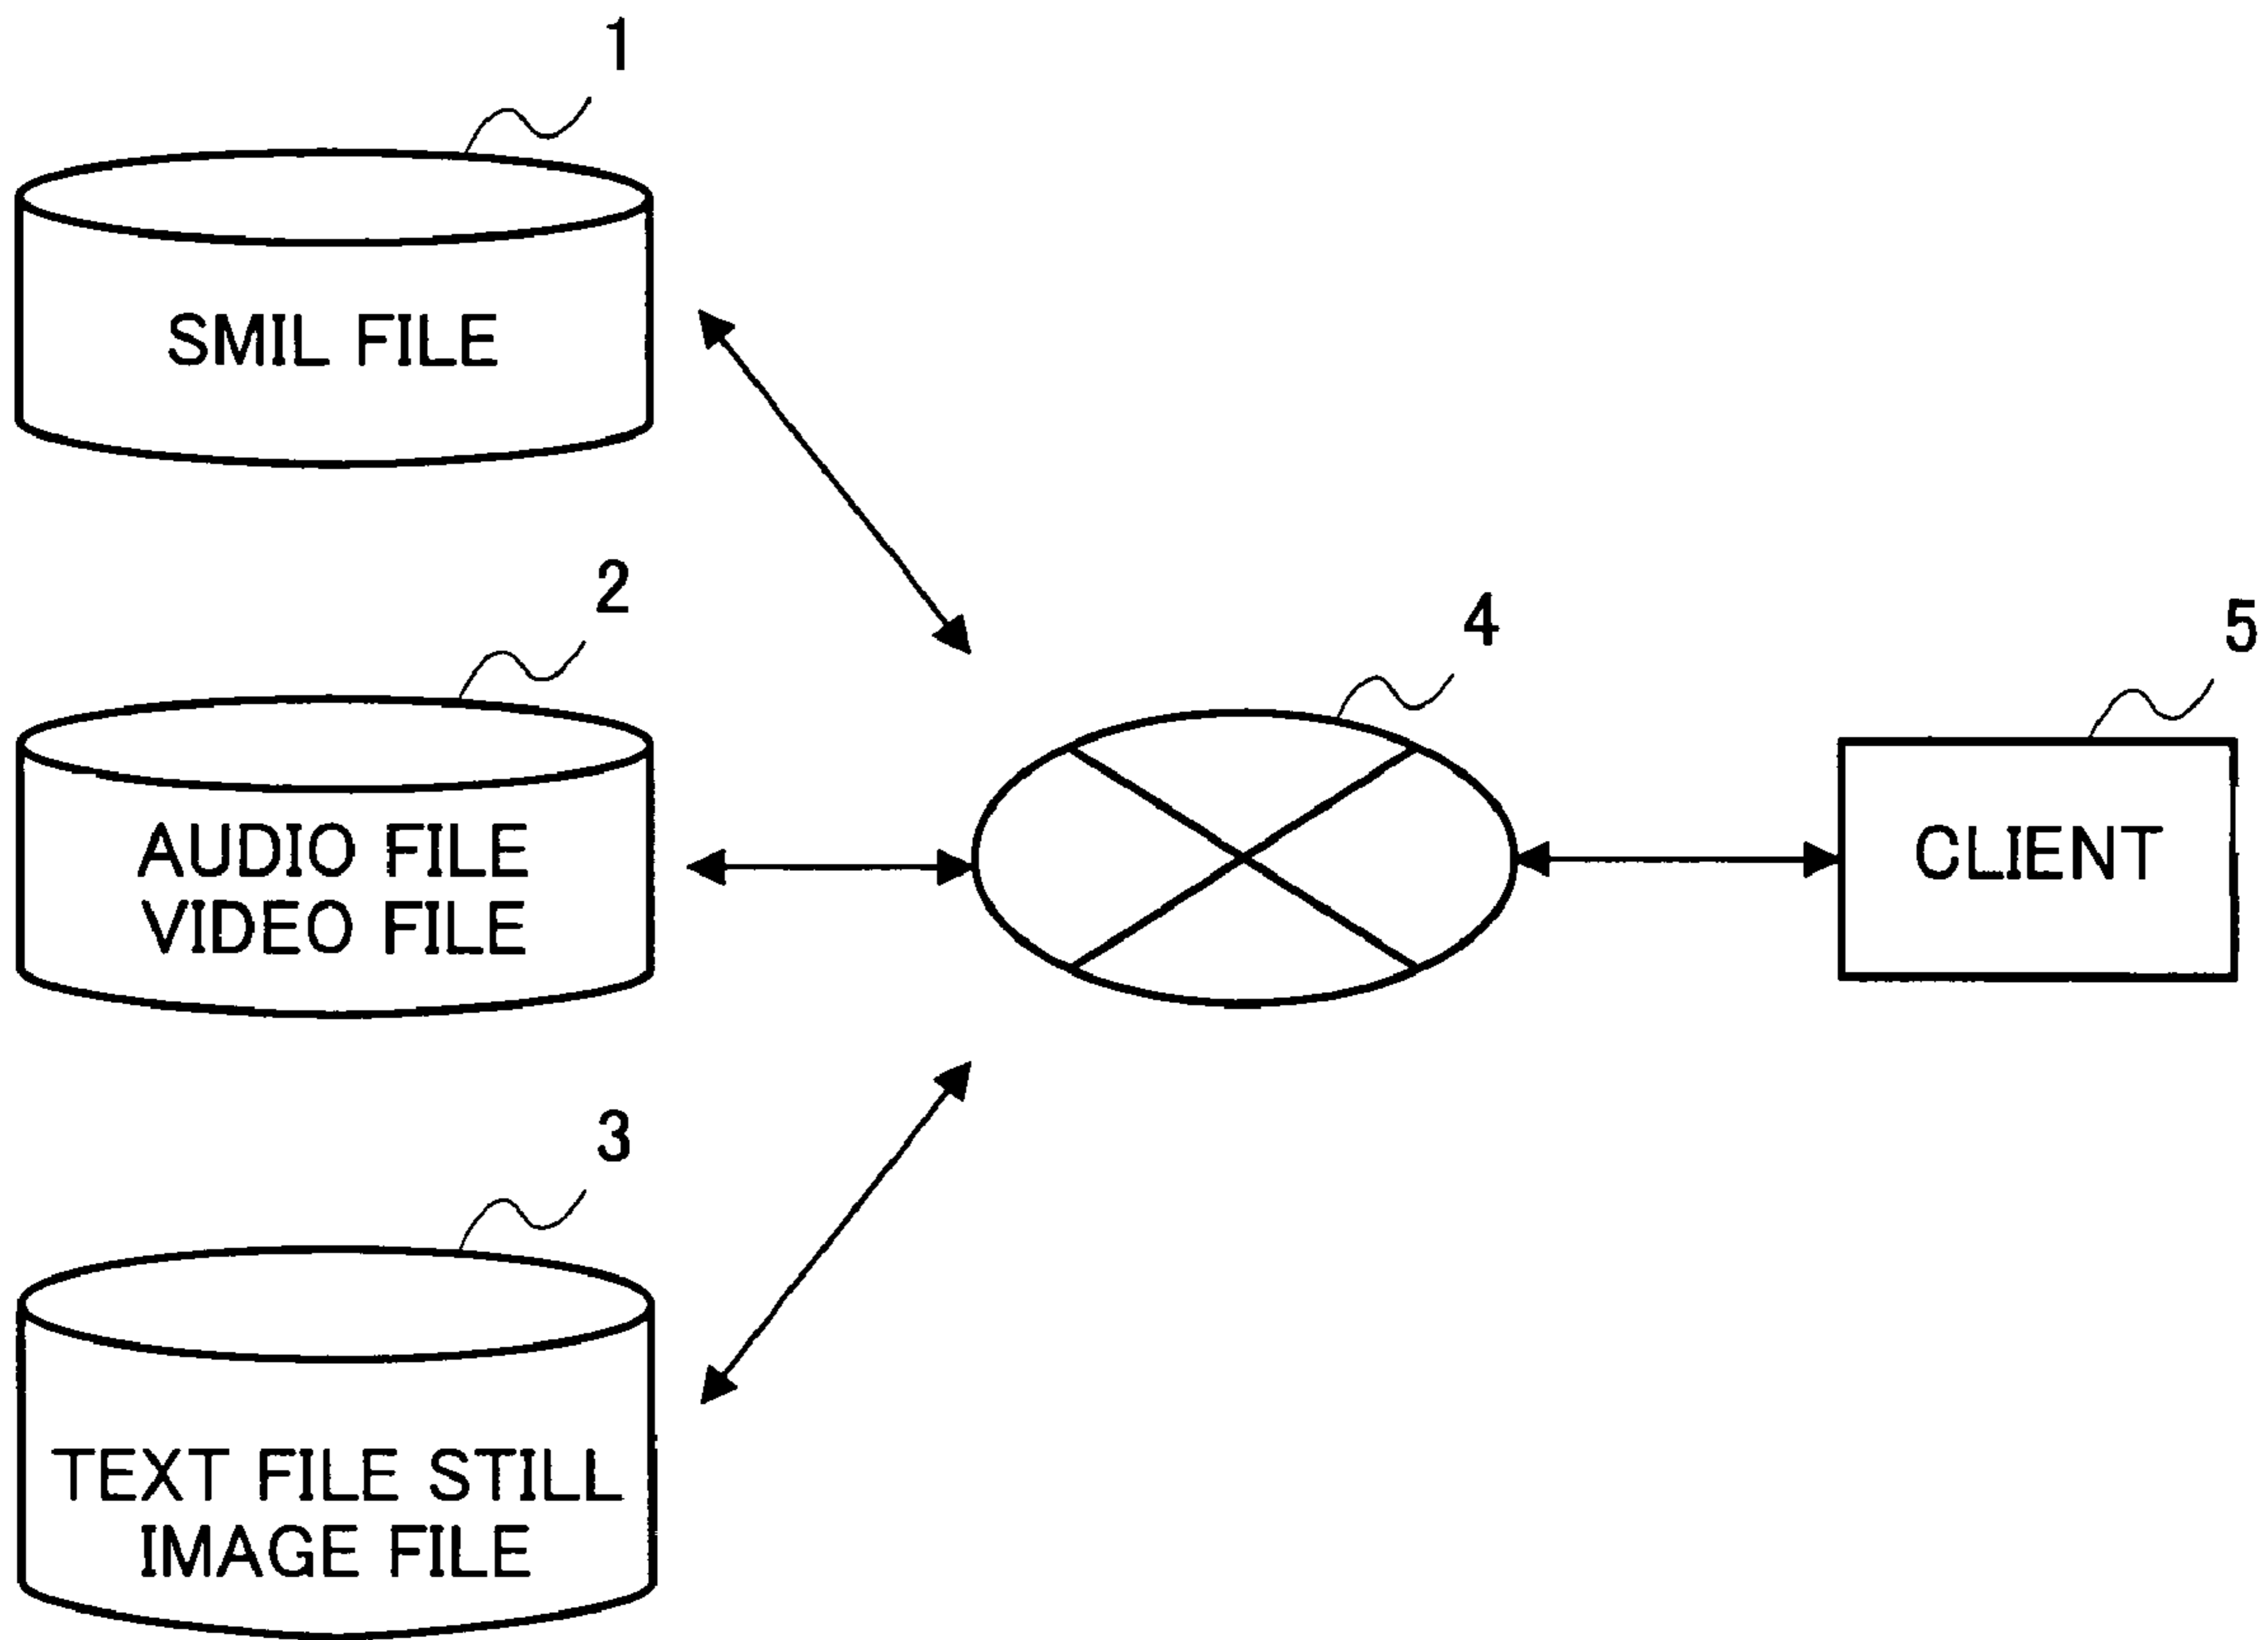 1
SMIL FILE
2
AUDIO FILE
VIDEO FILE
4
5
CLIENT
3
TEXT FILE STILL
IMAGE FILE